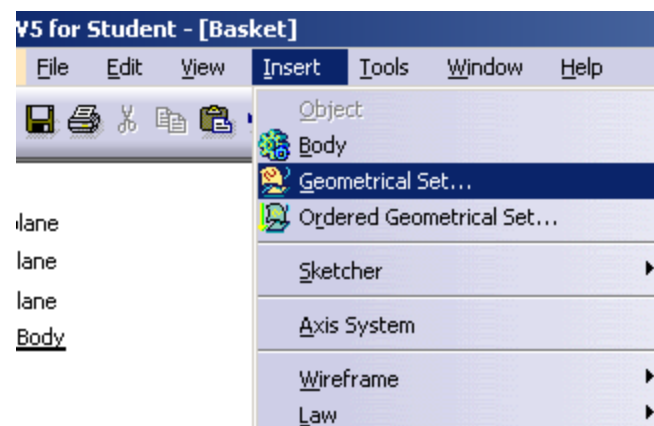 V5 for Student - [Basket]
File Edit View Insert Tools Window Help
Object
Body
Geometrical Set...
Ordered Geometrical Set...
lane
lane
lane
Body
Sketcher
Axis System
Wireframe
Law